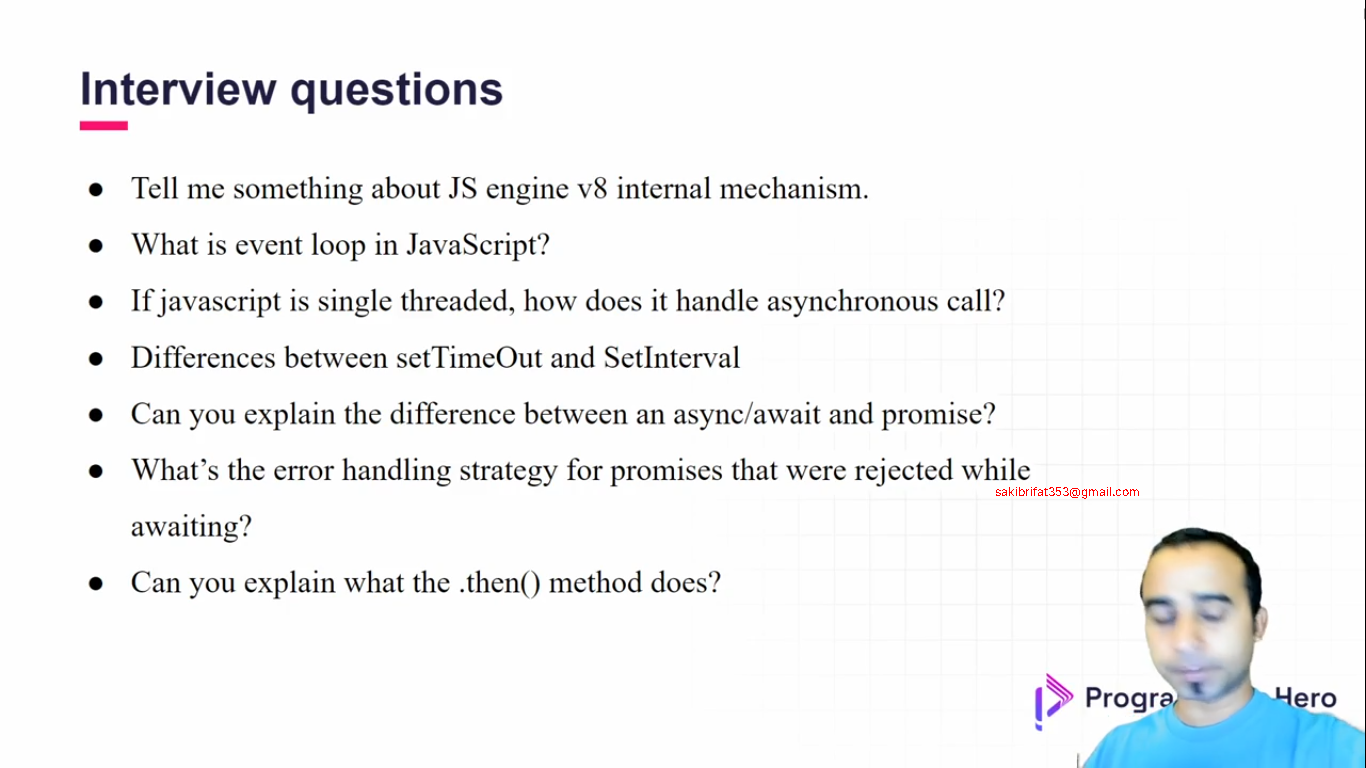 Interview questions
● Tell me something about JS engine v8 internal mechanism.
● What is event loop in JavaScript?
● If javascript is single threaded, how does it handle asynchronous call?
● Differences between setTimeOut and SetInterval
● Can you explain the difference between an async/await and promise?
● What’s the error handling strategy for promises that were rejected while
sakibrifat353@gmail.com
awaiting?
● Can you explain what the .then() method does?
Hero